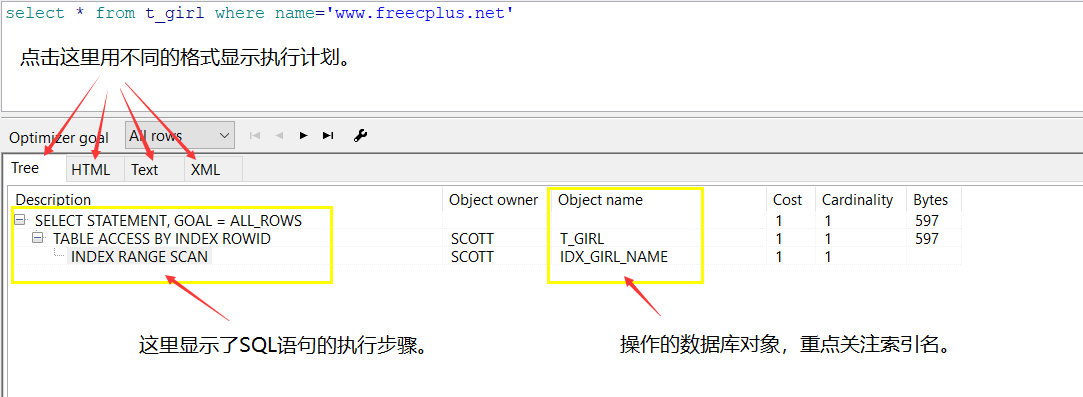 select * from t_girl where name='www.freecplus.net'
点击这里用不同的格式显示执行计划。
Optimizer goal All rows
Tree HTML Text XML
Description Object owner Object name Cost Cardinality Bytes
SELECT STATEMENT, GOAL = ALL_ROWS 1 1 597
TABLE ACCESS BY INDEX ROWID SCOTT T_GIRL 1 1 597
INDEX RANGE SCAN SCOTT IDX_GIRL_NAME 1 1
这里显示了SQL语句的执行步骤。
操作的数据库对象，重点关注索引名。